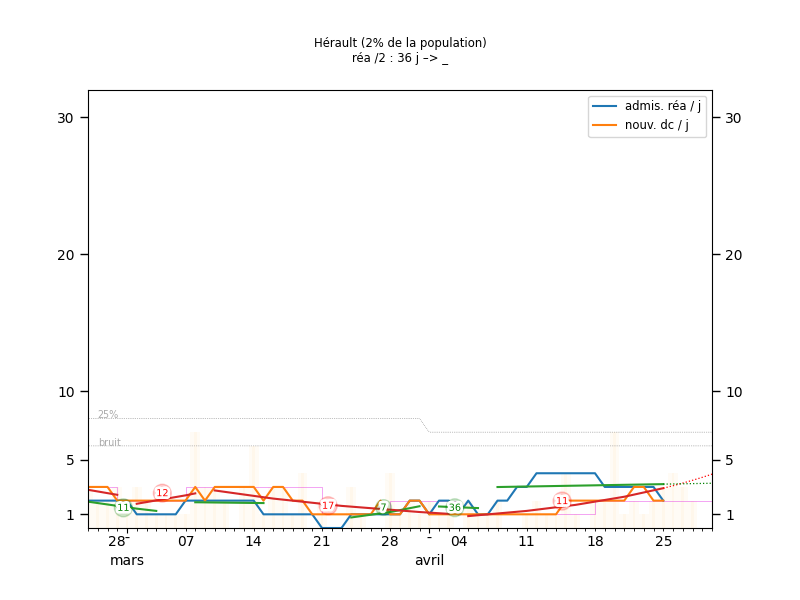 Hérault (2% de la population)
réa /2 : 36 j –> _
admis. réa / j
nouv. dc / j
30 30
20 20
10 10
25%
bruit
5 5
12
11
17
7
36
11
1 1
28 07 14 21 28 04 11 18 25
mars avril